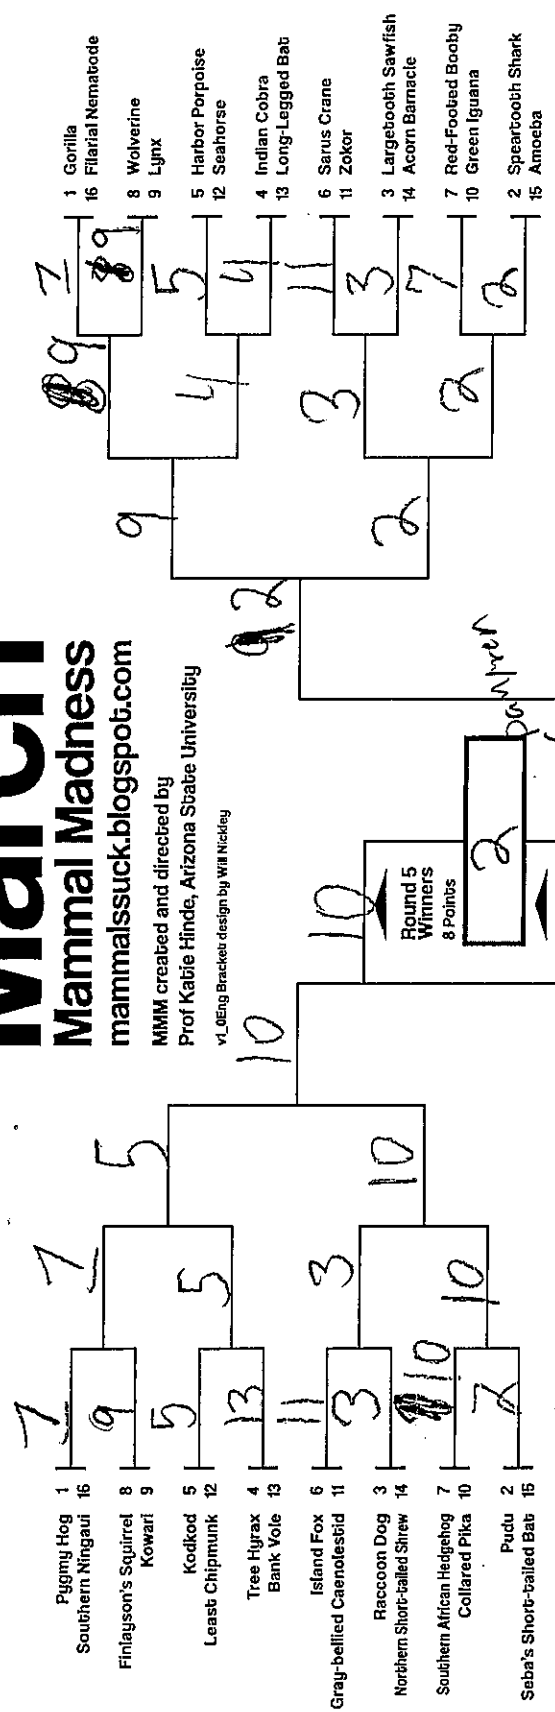 March
Mammal Madness
mammalssuck.blogspot.com
MMM created and directed by
Prof Katie Hinde, Arizona State University
v1_0Eng Bracket design by Will Nickley
Pygmy Hog 1
Southern Ningaui 16
Finlayson's Squirrel 8
Kowari 9
Kodkod 5
Least Chipmunk 12
Tree Hyrax 4
Bank Vole 13
Island Fox 6
Gray-bellied Caenolestid 11
Raccoon Dog 3
Northern Short-tailed Shrew 14
Southern African Hedgehog 7
Collared Pika 10
Pudu 2
Seba's Short-tailed Bat 15
1
9
5
13
11
3
10
2
1
5
3
10
5
10
10
10
Round 5
Winners
8 Points
2
2
9
2
9
4
3
2
1
9
5
4
11
3
7
2
1 Gorilla
16 Filarial Nematode
8 Wolverine
9 Lynx
5 Harbor Porpoise
12 Seahorse
4 Indian Cobra
13 Long-Legged Bat
6 Sarus Crane
11 Zokor
3 Largetooth Sawfish
14 Acorn Barnacle
7 Red-Footed Booby
10 Green Iguana
2 Speartooth Shark
15 Amoeba